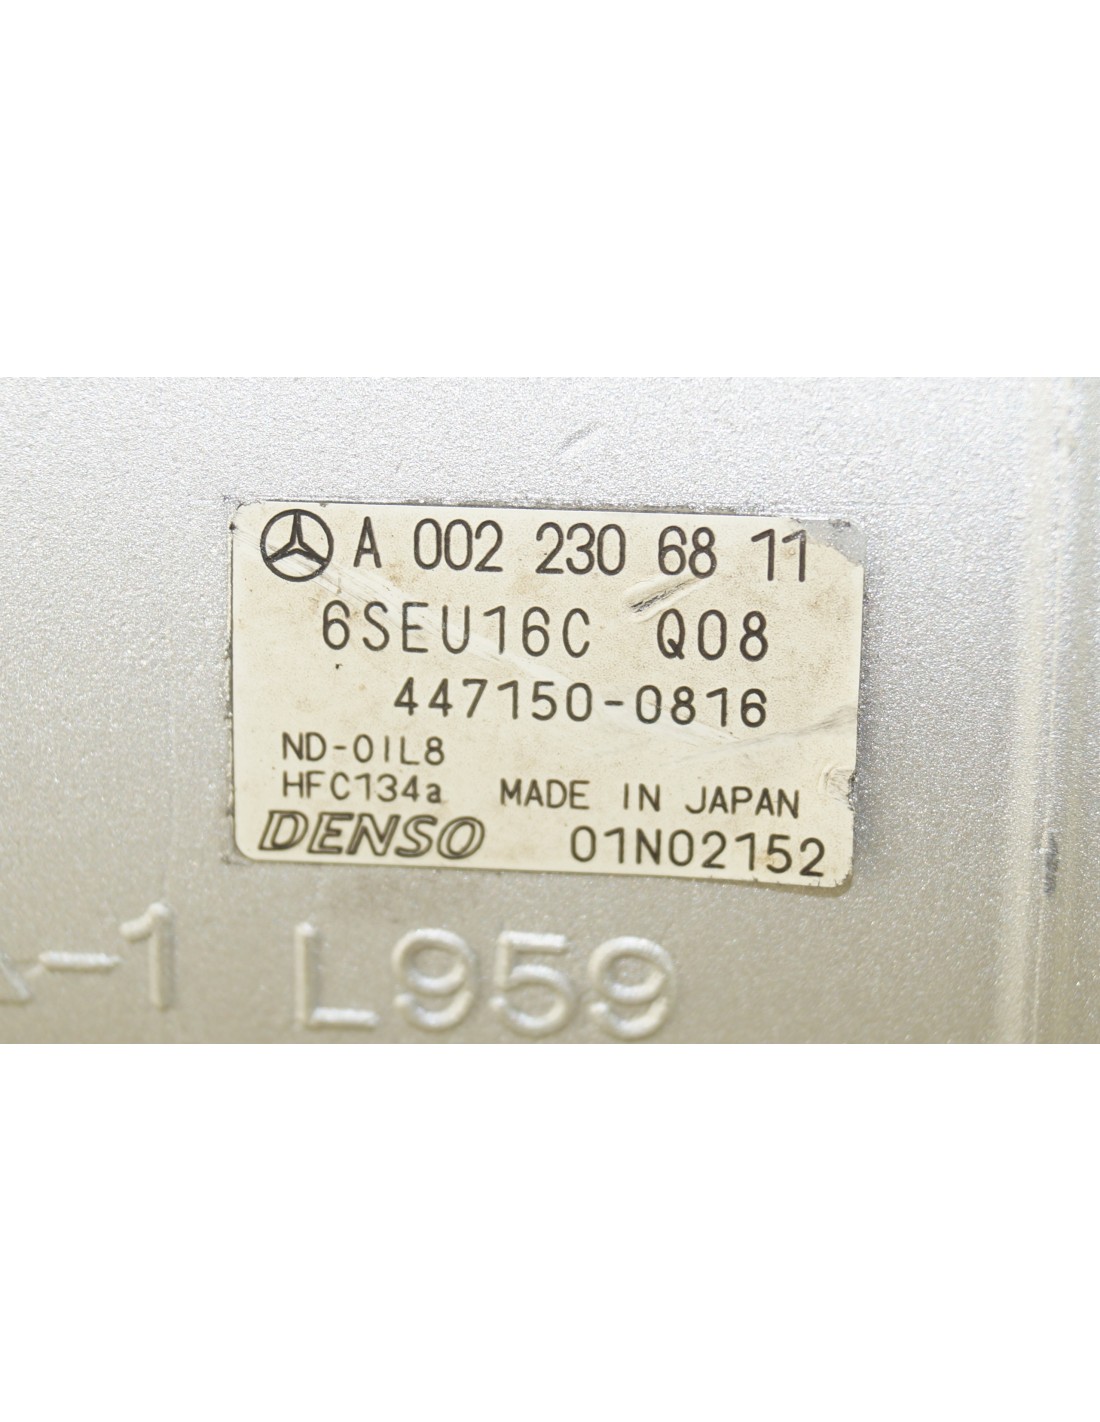 A 002 230 68 11
6SEU16C Q08
447150-0816
ND-OIL8
HFC134a MADE IN JAPAN
DENSO 01N02152
-1 L959